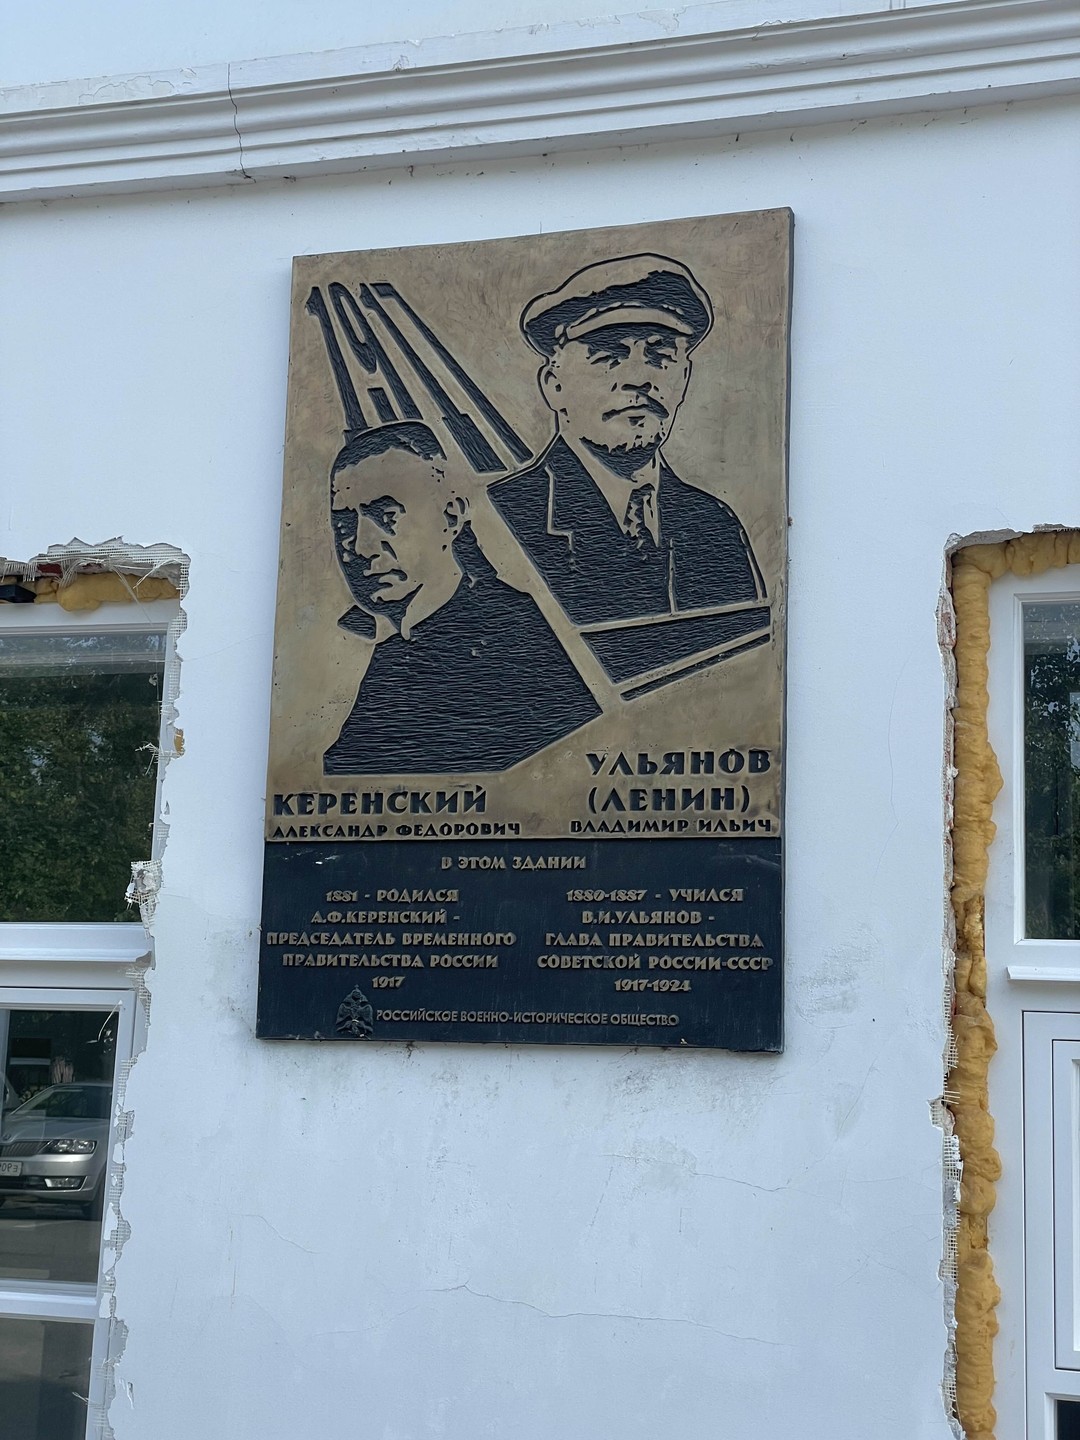 1917
КЕРЕНСКИЙ
АЛЕКСАНДР ФЕДОРОВИЧ
УЛЬЯНОВ
(ЛЕНИН)
ВЛАДИМИР ИЛЬИЧ
В ЭТОМ ЗДАНИИ
1881 - РОДИЛСЯ
А.Ф.КЕРЕНСКИЙ -
ПРЕДСЕДАТЕЛЬ ВРЕМЕННОГО
ПРАВИТЕЛЬСТВА РОССИИ
1917
1880-1887 - УЧИЛСЯ
В.И.УЛЬЯНОВ -
ГЛАВА ПРАВИТЕЛЬСТВА
СОВЕТСКОЙ РОССИИ-СССР
1917-1924
РОССИЙСКОЕ ВОЕННО-ИСТОРИЧЕСКОЕ ОБЩЕСТВО